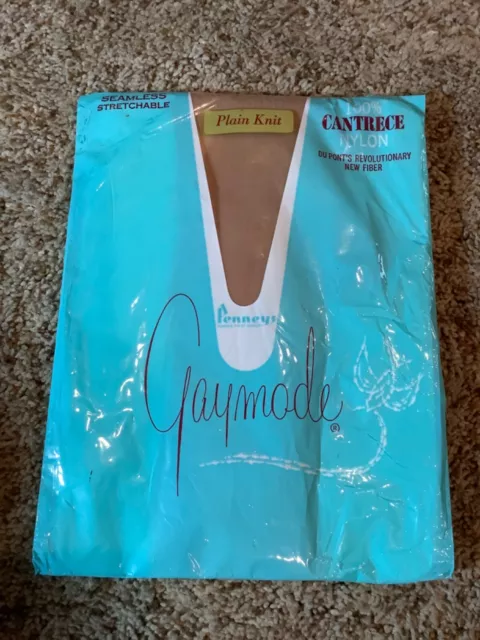 SEAMLESS
STRETCHABLE
Plain Knit
100%
CANTRECE
NYLON
DU PONT'S REVOLUTIONARY
NEW FIBER
Penneys
Gaymode®